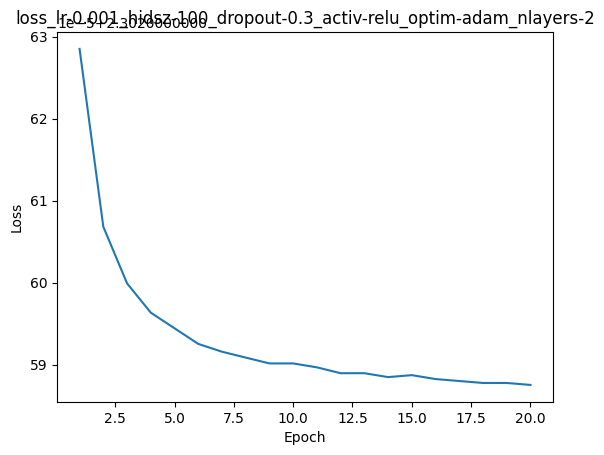 loss_lr-0.001_hidsz-100_dropout-0.3_activ-relu_optim-adam_nlayers-2
1e−5+2.3020000000
63
62
61
60
59
Loss
2.5 5.0 7.5 10.0 12.5 15.0 17.5 20.0
Epoch